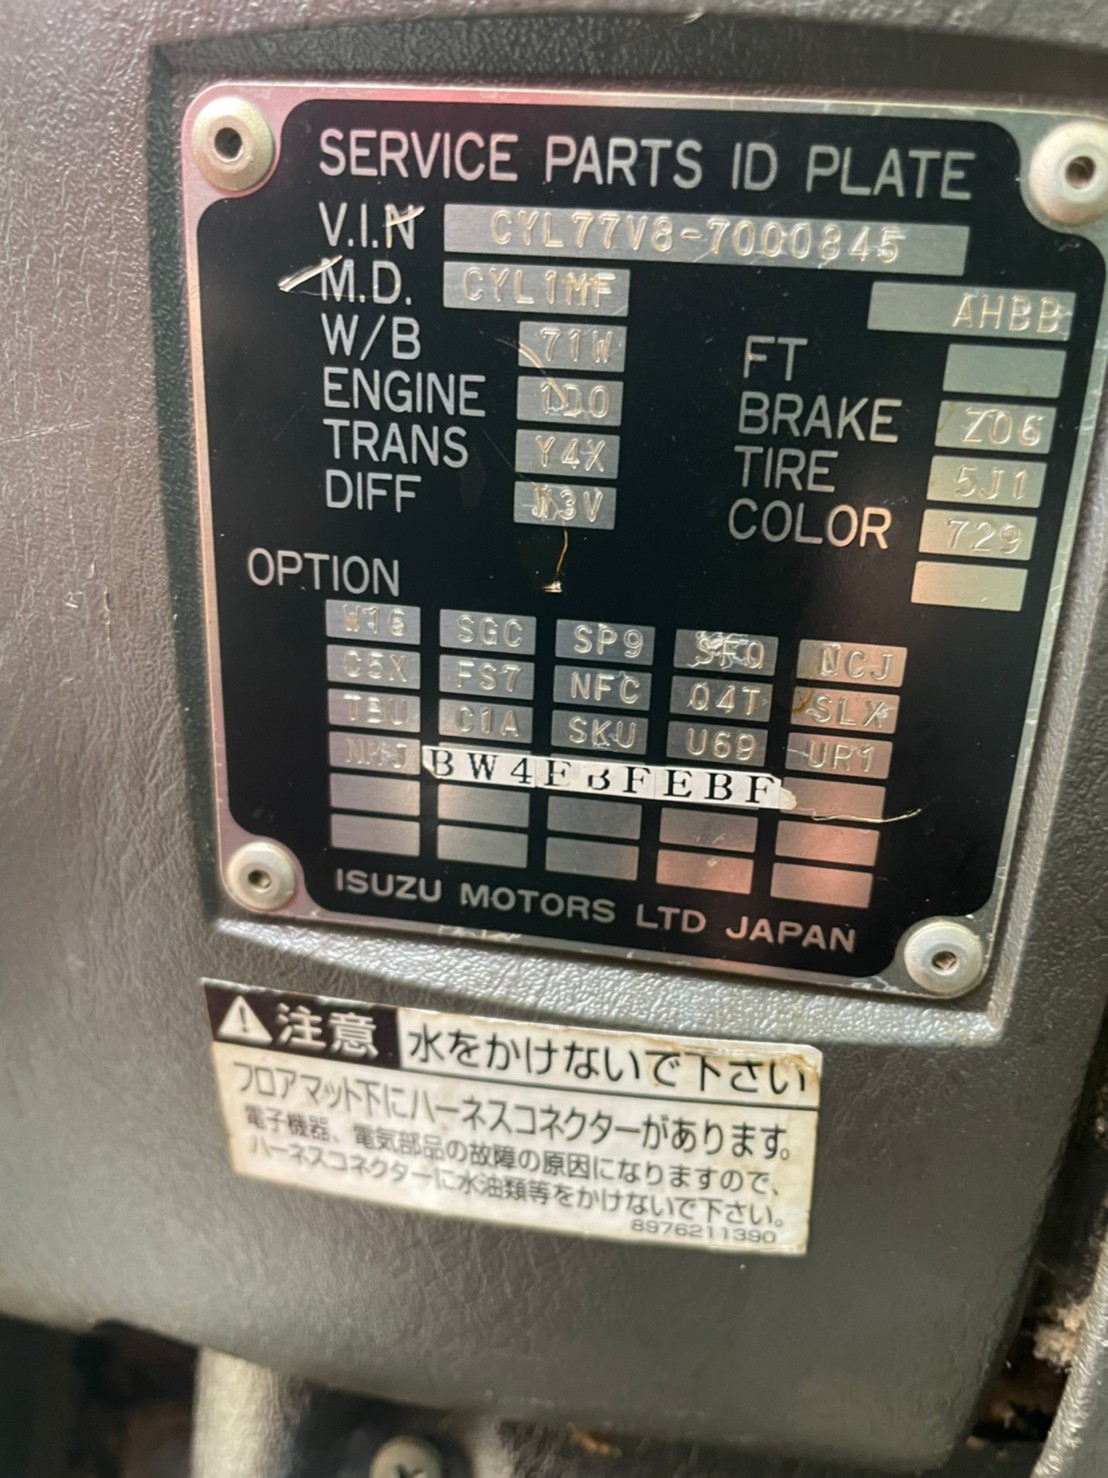 SERVICE PARTS ID PLATE
V.I.N CYL77V8-7000845
M.D. CYL1MF AHBB
W/B 71W FT
ENGINE 1D0 BRAKE Z06
TRANS Y4X TIRE 5J1
DIFF 3V COLOR 729
OPTION
W16 SGC SP9 SFQ NCJ
C5X FS7 NFC Q4T SLX
C1A SKU U69 UR1
BW4
ISUZU MOTORS LTD JAPAN
注意 水をかけないで下さい
フロアマット下にハーネスコネクターがあります。
電子機器、電気部品の故障の原因になりますので、
ハーネスコネクターに水油類等をかけないで下さい。
8976211390